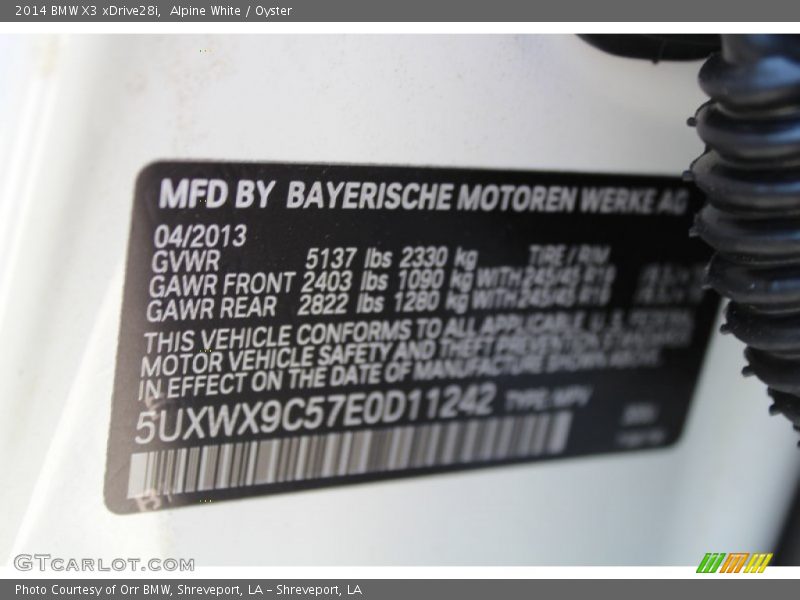 2014 BMW X3 xDrive28i,  Alpine White / Oyster
MFD BY BAYERISCHE MOTOREN WERKE AG
04/2013
GVWR 5137 lbs 2330 kg TIRE / RIM
GAWR FRONT 2403 lbs 1090 kg WITH 245/45 R18
GAWR REAR 2822 lbs 1280 kg WITH 245/45 R18
THIS VEHICLE CONFORMS TO ALL APPLICABLE U.S. FEDERAL
MOTOR VEHICLE SAFETY AND THEFT PREVENTION STANDARDS
IN EFFECT ON THE DATE OF MANUFACTURE SHOWN ABOVE.
5UXWX9C57E0D11242 TYPE: MPV
GTCARLOT.COM
Photo Courtesy of Orr BMW, Shreveport, LA – Shreveport, LA